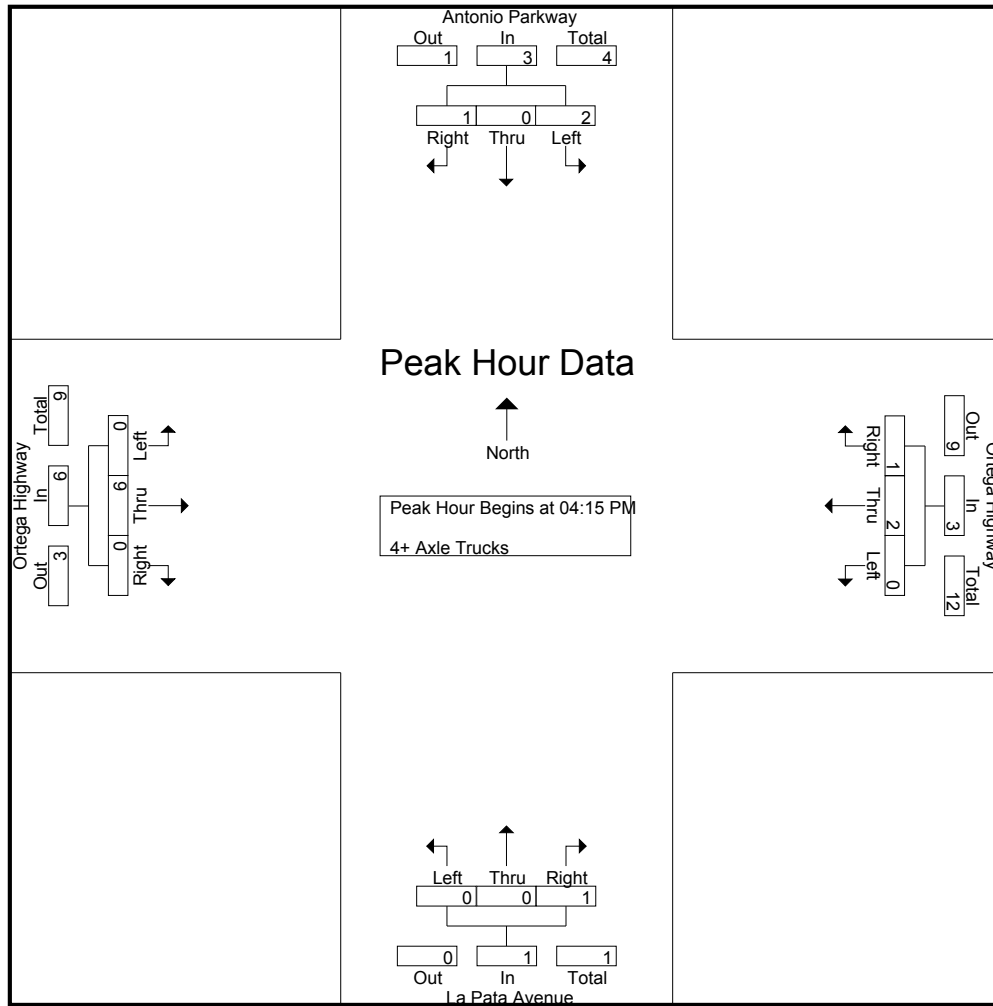 Antonio Parkway
Out In Total
1 3 4
1 0 2
Right Thru Left
Peak Hour Data
North
Peak Hour Begins at 04:15 PM
4+ Axle Trucks
Ortega Highway
Total In Out
9 6 3
0 6 0
Left Thru Right
Right Thru Left
1 2 0
Out In Total
9 3 12
Ortega Highway
Left Thru Right
0 0 1
0 1 1
Out In Total
La Pata Avenue